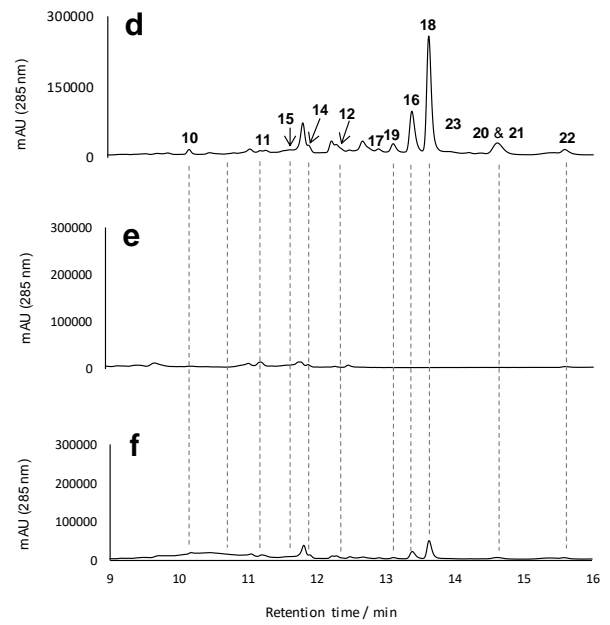 d
300000
150000
0
mAU (285 nm)
10
11
15
14
12
17
19
16
18
23
20 & 21
22
e
300000
200000
100000
0
mAU (285 nm)
f
300000
200000
100000
0
mAU (285 nm)
9 10 11 12 13 14 15 16
Retention time / min